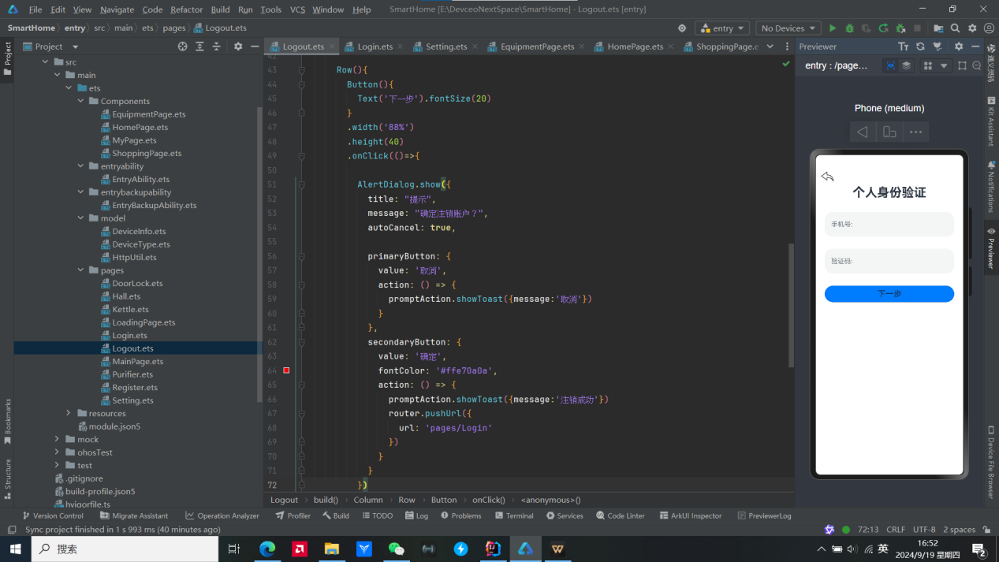 File Edit View Navigate Code Refactor Build Run Tools VCS Window Help SmartHome [E:\DevceoNextSpace\SmartHome] - Logout.ets [entry]
SmartHome entry src main ets pages Logout.ets
entry
No Devices
Project
Logout.ets
Login.ets
Setting.ets
EquipmentPage.ets
HomePage.ets
ShoppingPage.e
Previewer
src
main
ets
Components
EquipmentPage.ets
HomePage.ets
MyPage.ets
ShoppingPage.ets
entryability
EntryAbility.ets
entrybackupability
EntryBackupAbility.ets
model
DeviceInfo.ets
DeviceType.ets
HttpUtil.ets
pages
DoorLock.ets
Hall.ets
Kettle.ets
LoadingPage.ets
Login.ets
Logout.ets
MainPage.ets
Purifier.ets
Register.ets
Setting.ets
resources
module.json5
mock
ohosTest
test
.gitignore
build-profile.json5
hvigorfile.ts
42
43 Row(){
44 Button(){
45 Text('下一步').fontSize(20)
46 }
47 .width('88%')
48 .height(40)
49 .onClick(()=>{
50
51 AlertDialog.show({
52 title: "提示",
53 message: "确定注销账户？",
54 autoCancel: true,
55
56 primaryButton: {
57 value: '取消',
58 action: () => {
59 promptAction.showToast({message:'取消'})
60 }
61 },
62 secondaryButton: {
63 value: '确定',
64 fontColor: '#ffe70a0a',
65 action: () => {
66 promptAction.showToast({message:'注销成功'})
67 router.pushUrl({
68 url: 'pages/Login'
69 })
70 }
71 }
72 })
Logout build() Column Row Button onClick() <anonymous>()
entry : /page...
Phone (medium)
个人身份验证
手机号:
验证码:
下一步
Project
Bookmarks
Structure
通义灵码
Kit Assistant
Notifications
Previewer
Device File Browser
Version Control Migrate Assistant Operation Analyzer Profiler Build TODO Log Problems Terminal Services Code Linter ArkUI Inspector PreviewerLog
Sync project finished in 1 s 993 ms (40 minutes ago)
72:13 CRLF UTF-8 2 spaces
搜索
英
16:52
2024/9/19 星期四
2